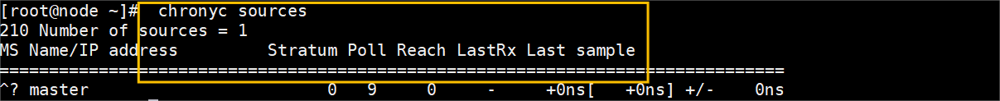 [root@node ~]#  chronyc sources
210 Number of sources = 1
MS Name/IP address         Stratum Poll Reach LastRx Last sample
===============================================================================
^? master                        0   9     0     -     +0ns[   +0ns] +/-    0ns